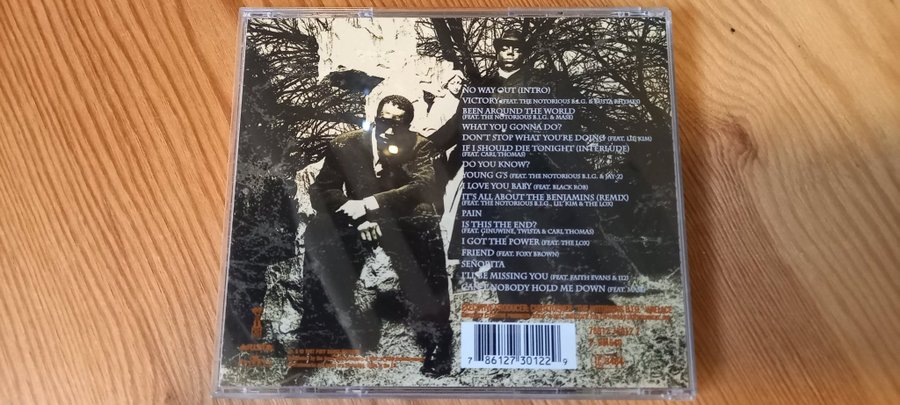 NO WAY OUT (INTRO)
VICTORY (FEAT. THE NOTORIOUS B.I.G. & BUSTA RHYMES)
BEEN AROUND THE WORLD
(FEAT. THE NOTORIOUS B.I.G. & MASE)
WHAT YOU GONNA DO?
DON'T STOP WHAT YOU'RE DOING (FEAT. LIL' KIM)
IF I SHOULD DIE TONIGHT (INTERLUDE)
(FEAT. CARL THOMAS)
DO YOU KNOW?
YOUNG G'S (FEAT. THE NOTORIOUS B.I.G. & JAY-Z)
I LOVE YOU BABY (FEAT. BLACK ROB)
IT'S ALL ABOUT THE BENJAMINS (REMIX)
(FEAT. THE NOTORIOUS B.I.G., LIL' KIM & THE LOX)
PAIN
IS THIS THE END?
(FEAT. GINUWINE, TWISTA & CARL THOMAS)
I GOT THE POWER (FEAT. THE LOX)
FRIEND (FEAT. FOXY BROWN)
SEÑORITA
I'LL BE MISSING YOU (FEAT. FAITH EVANS & 112)
CAN'T NOBODY HOLD ME DOWN (FEAT. MASE)
7 86127 30122 9